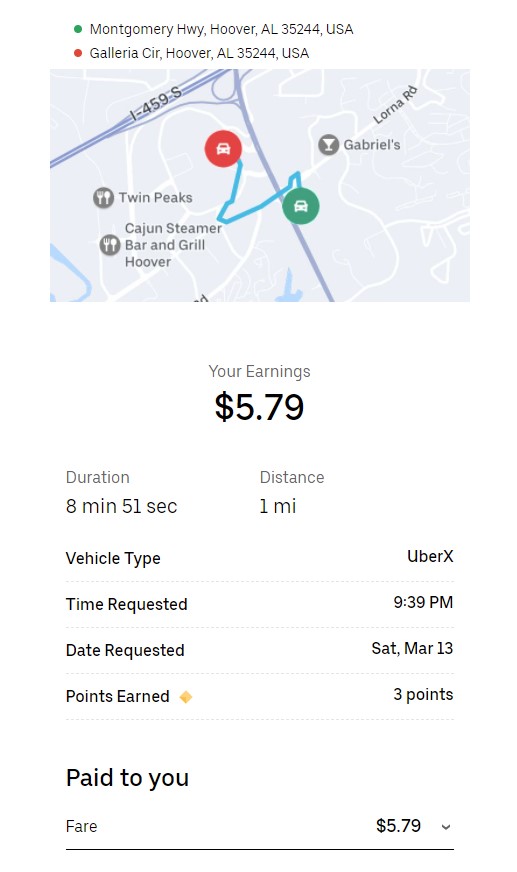 Montgomery Hwy, Hoover, AL 35244, USA
Galleria Cir, Hoover, AL 35244, USA
I-459 S
Lorna Rd
Gabriel's
Twin Peaks
Cajun Steamer
Bar and Grill
Hoover
Rd
Your Earnings
$5.79
Duration
Distance
8 min 51 sec
1 mi
Vehicle Type
UberX
Time Requested
9:39 PM
Date Requested
Sat, Mar 13
Points Earned
3 points
Paid to you
Fare
$5.79